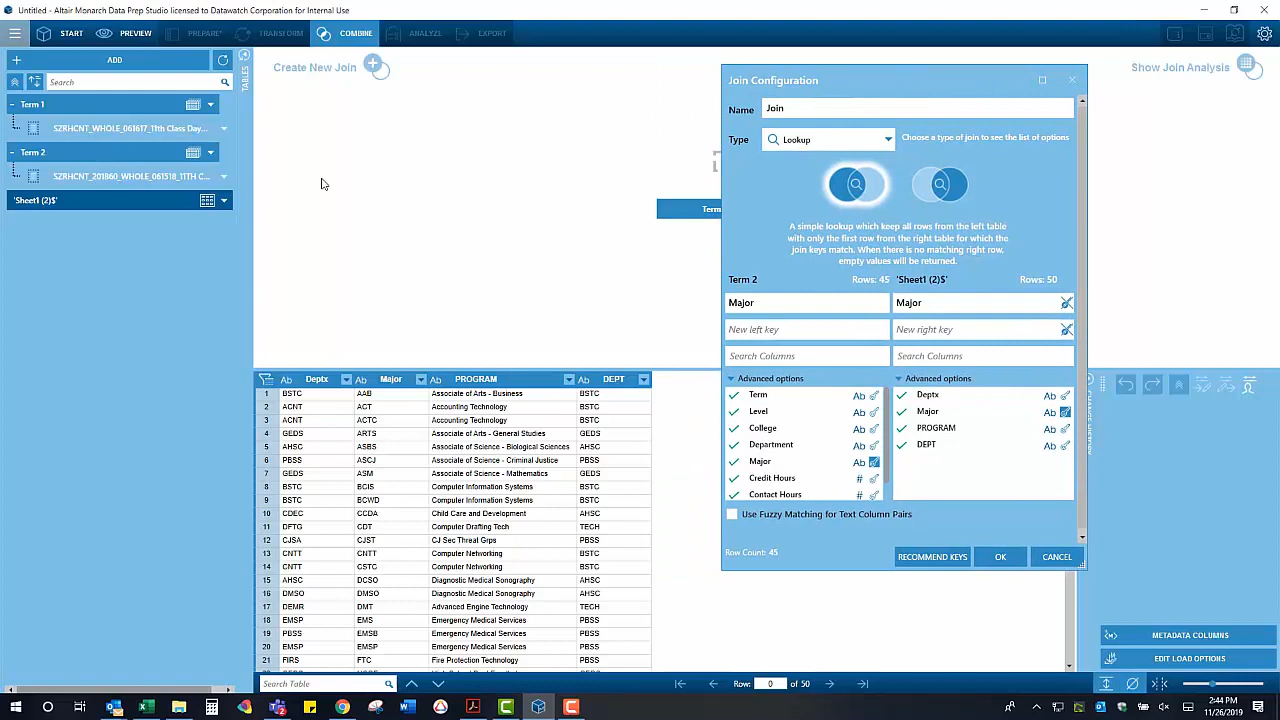 Untitled - Altair Monarch Data Prep Studio licensed to Datawatch Corporation for Internal Use
START PREVIEW PREPARE* TRANSFORM COMBINE ANALYZE EXPORT
ADD
TABLES
Search
Term 1
SZRHCNT_WHOLE_061617_11th Class Day...
Term 2
SZRHCNT_201860_WHOLE_061518_11TH C...
'Sheet1 (2)$'
Create New Join
Show Join Analysis
Term
Join Configuration
Name Join
Type Lookup Choose a type of join to see the list of options
A simple lookup which keep all rows from the left table
with only the first row from the right table for which the
join keys match. When there is no matching right row,
empty values will be returned.
Term 2 Rows: 45 'Sheet1 (2)$' Rows: 50
Major Major
New left key New right key
Search Columns Search Columns
Advanced options Advanced options
Term Ab Deptx Ab
Level Ab Major Ab
College Ab PROGRAM Ab
Department Ab DEPT Ab
Major Ab
Credit Hours #
Contact Hours #
Use Fuzzy Matching for Text Column Pairs
Row Count: 45
RECOMMEND KEYS OK CANCEL
Ab Deptx Ab Major Ab PROGRAM Ab DEPT
1 BSTC AAB Associate of Arts - Business BSTC
2 ACNT ACT Accounting Technology BSTC
3 ACNT ACTC Accounting Technology BSTC
4 GEDS ARTS Associate of Arts - General Studies GEDS
5 AHSC ASBS Associate of Science - Biological Sciences AHSC
6 PBSS ASCJ Associate of Science - Criminal Justice PBSS
7 GEDS ASM Associate of Science - Mathematics GEDS
8 BSTC BCIS Computer Information Systems BSTC
9 BSTC BCWD Computer Information Systems BSTC
10 CDEC CCDA Child Care and Development AHSC
11 DFTG CDT Computer Drafting Tech TECH
12 CJSA CJST CJ Sec Threat Grps PBSS
13 CNTT CNTT Computer Networking BSTC
14 CNTT CSTC Computer Networking BSTC
15 AHSC DCSO Diagnostic Medical Sonography AHSC
16 DMSO DMSO Diagnostic Medical Sonography AHSC
17 DEMR DMT Advanced Engine Technology TECH
18 EMSP EMS Emergency Medical Services PBSS
19 PBSS EMSB Emergency Medical Services PBSS
20 EMSP EMSP Emergency Medical Services PBSS
21 FIRS FTC Fire Protection Technology PBSS
METADATA COLUMNS
EDIT LOAD OPTIONS
Search Table Row: 0 of 50
2:44 PM
11/26/2019